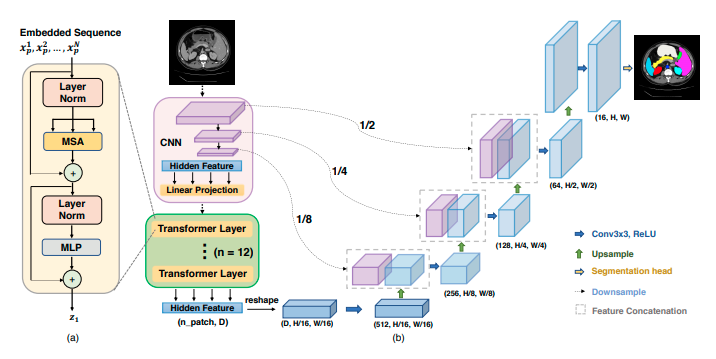 Embedded Sequence
x_p^1, x_p^2, ..., x_p^N
Layer
Norm
MSA
+
Layer
Norm
MLP
+
z_1
(a)
CNN
Hidden Feature
Linear Projection
Transformer Layer
(n = 12)
Transformer Layer
Hidden Feature
(n_patch, D)
reshape
(D, H/16, W/16)
(512, H/16, W/16)
(b)
1/2
1/4
1/8
(256, H/8, W/8)
(128, H/4, W/4)
(64, H/2, W/2)
(16, H, W)
Conv3x3, ReLU
Upsample
Segmentation head
Downsample
Feature Concatenation